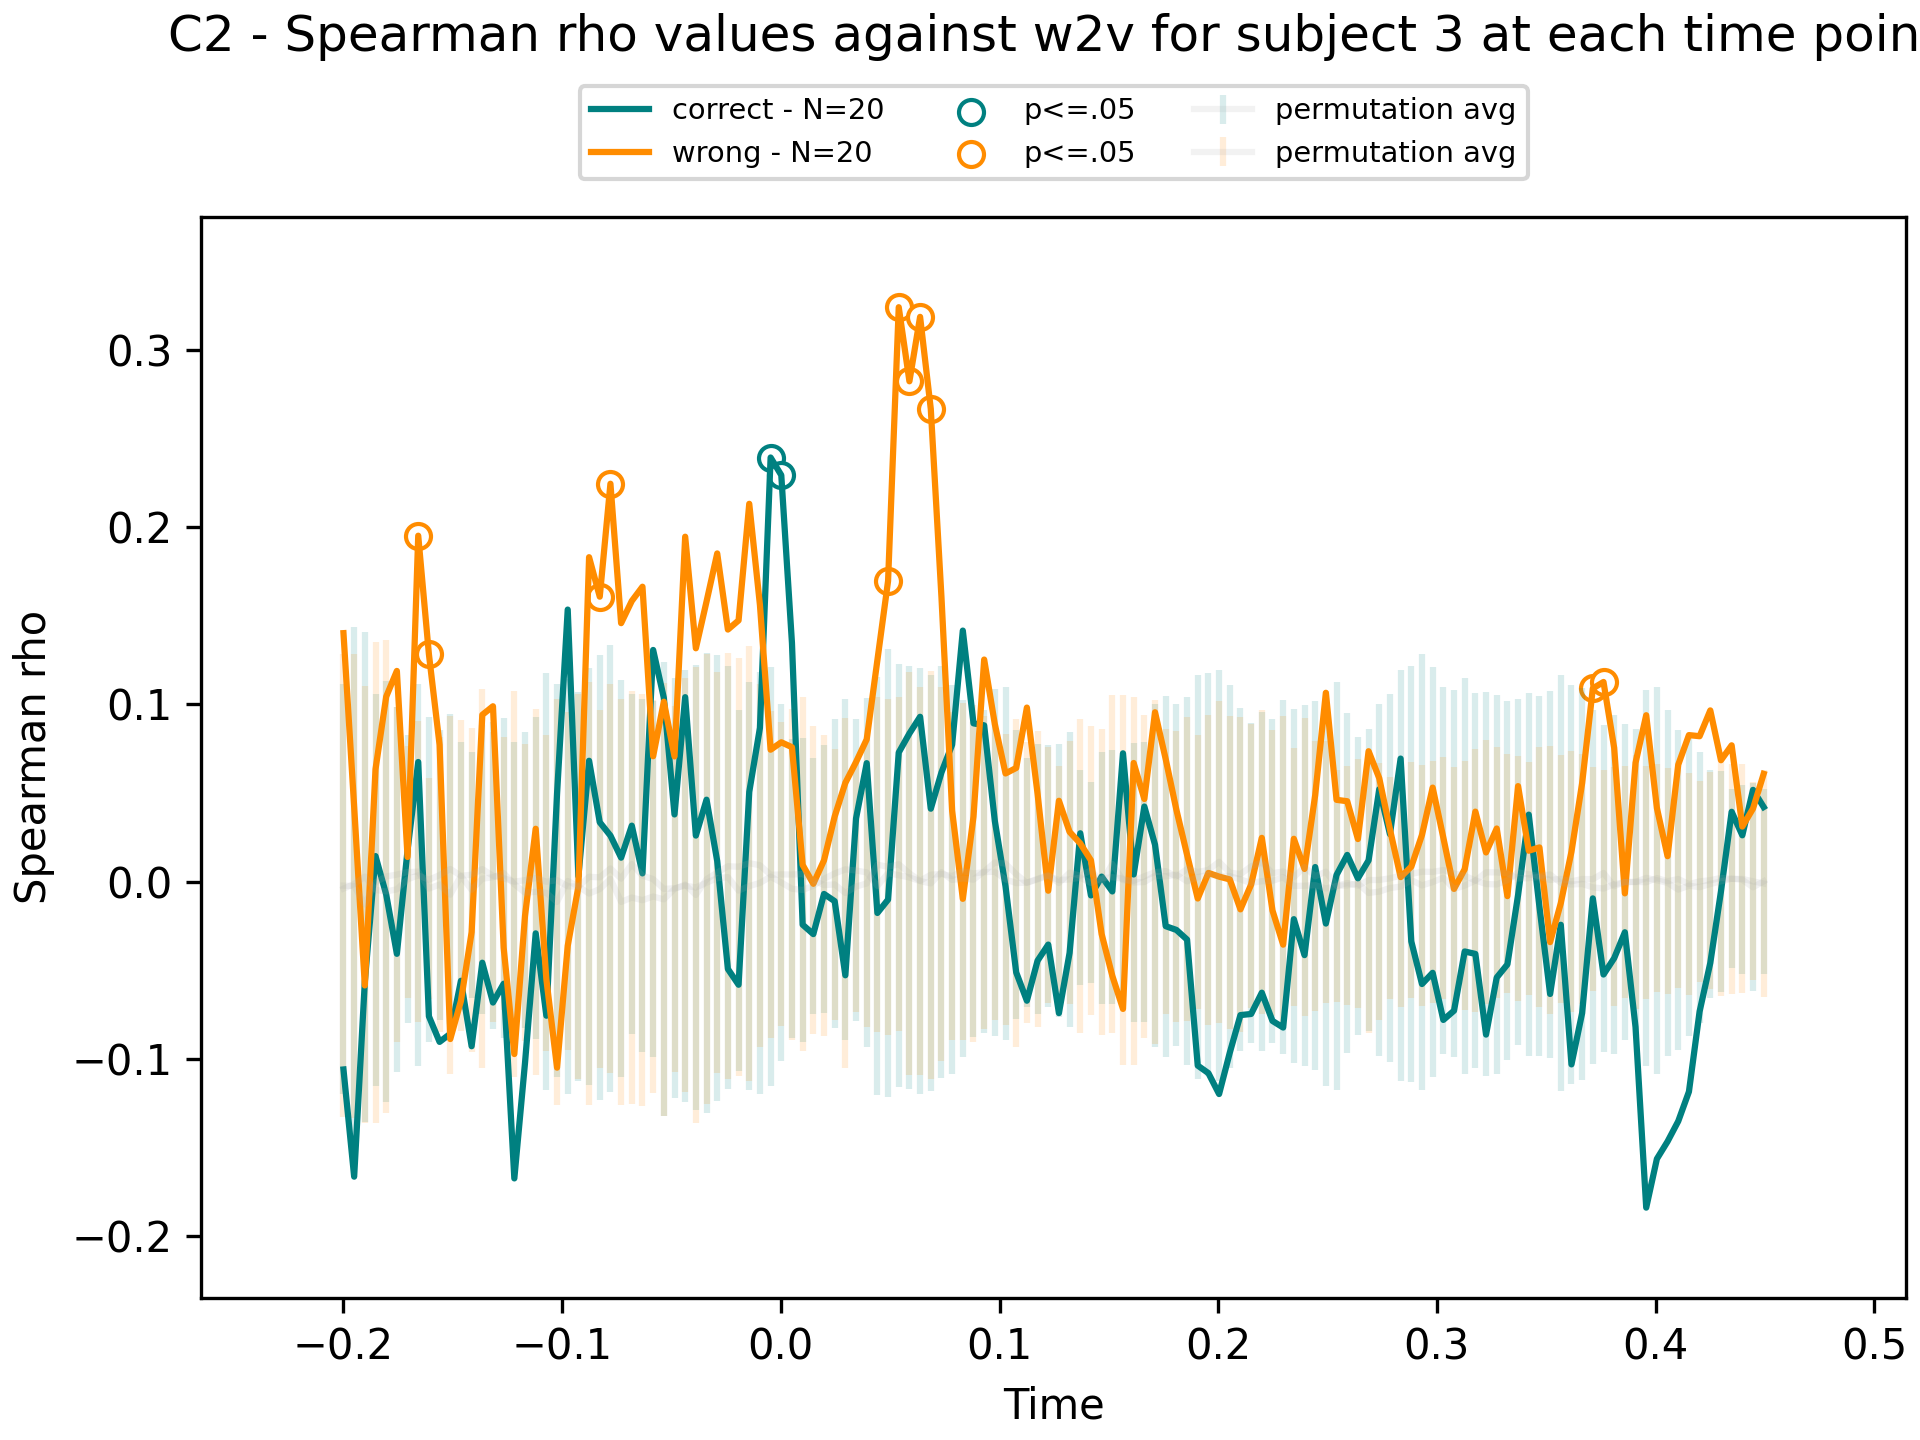 C2 - Spearman rho values against w2v for subject 3 at each time poin
correct - N=20
wrong - N=20
p<=.05
p<=.05
permutation avg
permutation avg
Spearman rho
0.3
0.2
0.1
0.0
−0.1
−0.2
−0.2
−0.1
0.0
0.1
0.2
0.3
0.4
0.5
Time